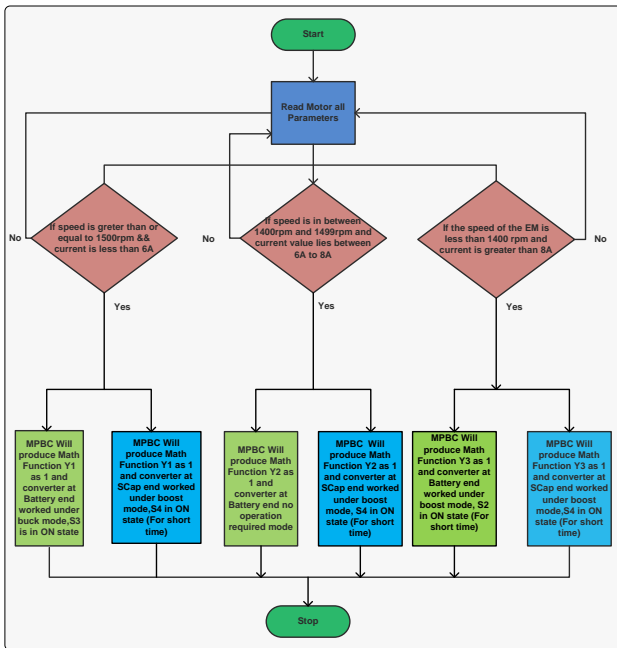 Start
Read Motor all
Parameters
If speed is greter than or
equal to 1500rpm &&
current is less than 6A
If speed is in between
1400rpm and 1499rpm and
current value lies between
6A to 8A
If the speed of the EM is
less than 1400 rpm and
current is greater than 8A
No
No
No
Yes
Yes
Yes
MPBC Will
produce Math
Function Y1 as
1 and
converter at
Battery end
worked under
buck mode,S3
is in ON state
MPBC Will
produce Math
Function Y1 as 1
and converter at
SCap end worked
under boost
mode,S4 in ON
state (For short
time)
MPBC Will
produce Math
Function Y2 as
1 and
converter at
Battery end no
operation
required mode
MPBC Will
produce Math
Function Y2 as 1
and converter at
SCap end worked
under boost
mode, S4 in ON
state (For short
time)
MPBC Will
produce Math
Function Y3 as 1
and converter at
Battery end
worked under
boost mode, S2
in ON state (For
short time)
MPBC Will
produce Math
Function Y3 as 1
and converter at
SCap end worked
under boost
mode,S4 in ON
state (For short
time)
Stop